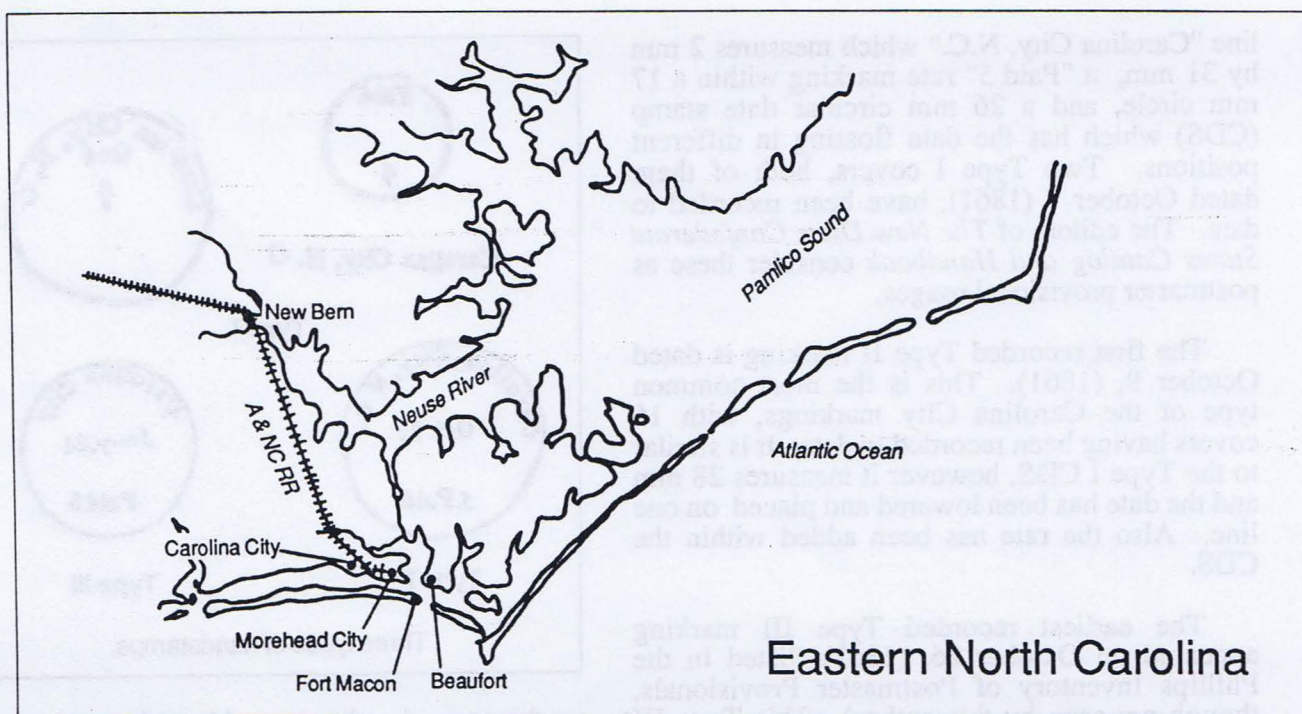 line "Carolina City, N.C." which measures 2 mm
by 31 mm, a "Paid 5" rate marking within a 17
mm circle, and a 26 mm circular date stamp
(CDS) which has the date floating in different
positions. Two Type I covers, both of them
dated October (1861), have been recorded to
date. The editors of The New Dietz Confederate
Catalog and Handbook consider these as
postmaster provisional usages.
The first recorded Type II marking is dated
October 9, (1861). This is the most common
type of the Carolina City markings, with
covers having been recorded to date. It is similar
to the Type I CDS, however it measures 28 mm
and the date has been lowered and placed on one
line. Also the rate has been added within the
CDS.
The earliest recorded Type III marking
listed in the
Phillips Inventory of Postmaster Provisionals,
Pamlico Sound
New Bern
Neuse River
A & NC RR
Atlantic Ocean
Carolina City
Morehead City
Fort Macon
Beaufort
Eastern North Carolina
Type III